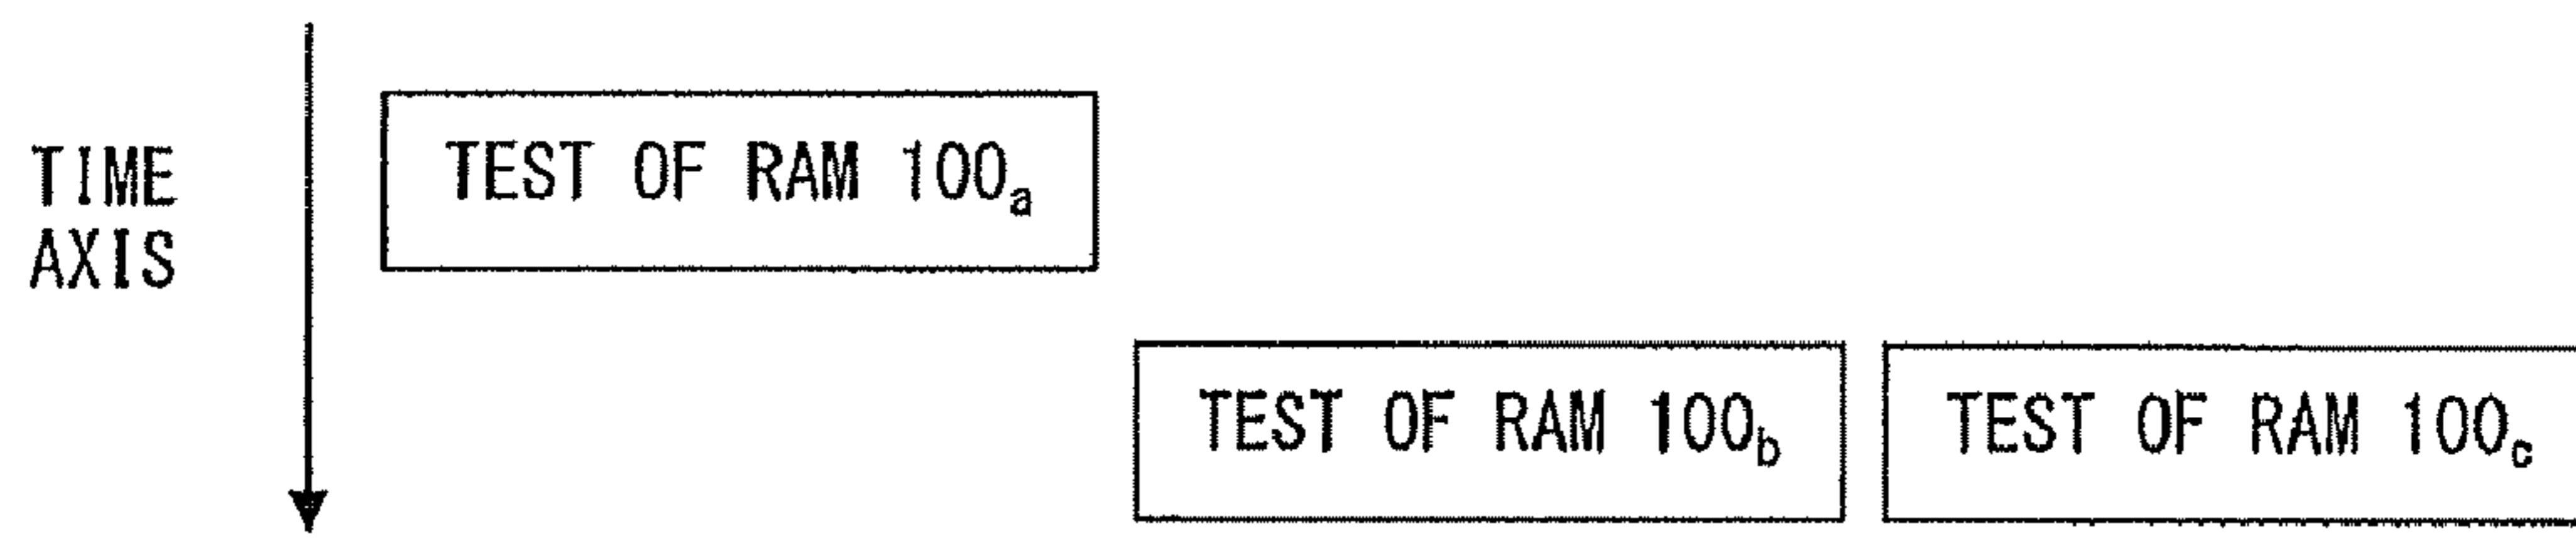 TIME
AXIS
TEST OF RAM 100a
TEST OF RAM 100b
TEST OF RAM 100c